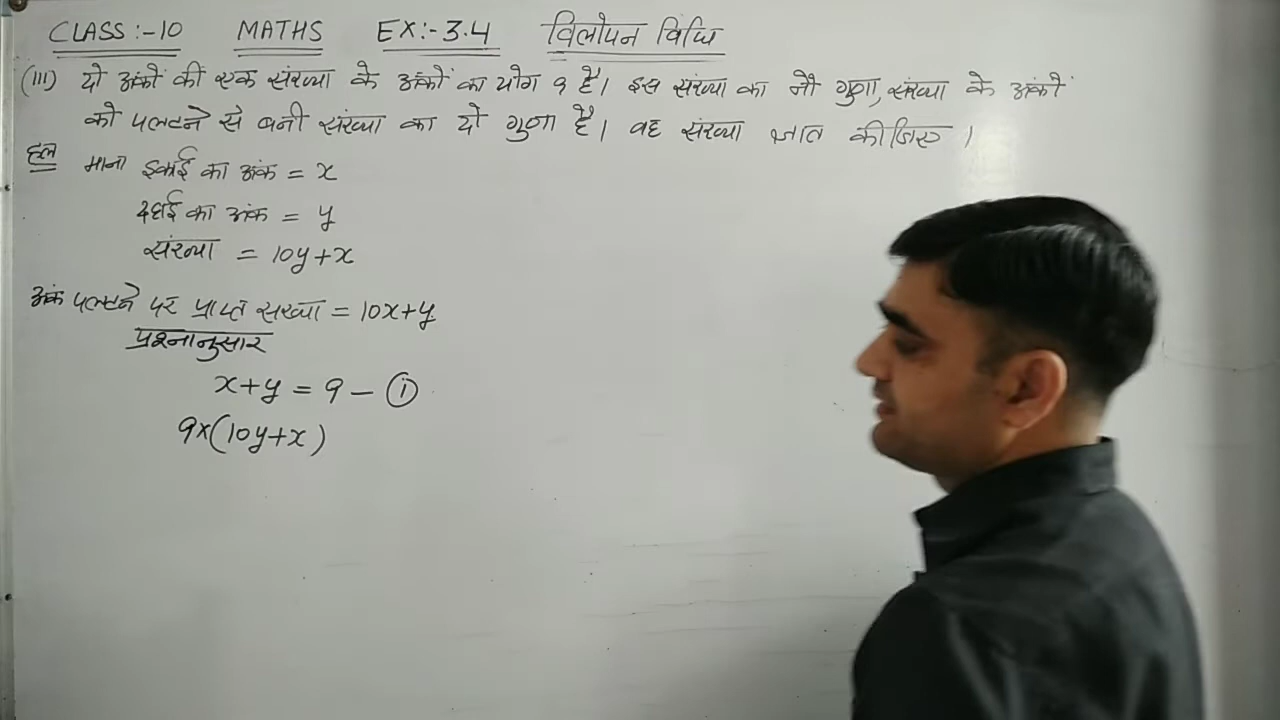 CLASS:-10 MATHS EX:-3.4 विलोपन विधि
(III) दो अंकों की एक संख्या के अंकों का योग 9 है। इस संख्या का नौ गुणा, संख्या के अंकों
को पलटने से बनी संख्या का दो गुणा है। वह संख्या ज्ञात कीजिए।
हल माना इकाई का अंक = x
दहाई का अंक = y
संख्या = 10y+x
अंक पलटने पर प्राप्त संख्या = 10x+y
प्रश्नानुसार
x+y = 9 - ①
9×(10y+x)